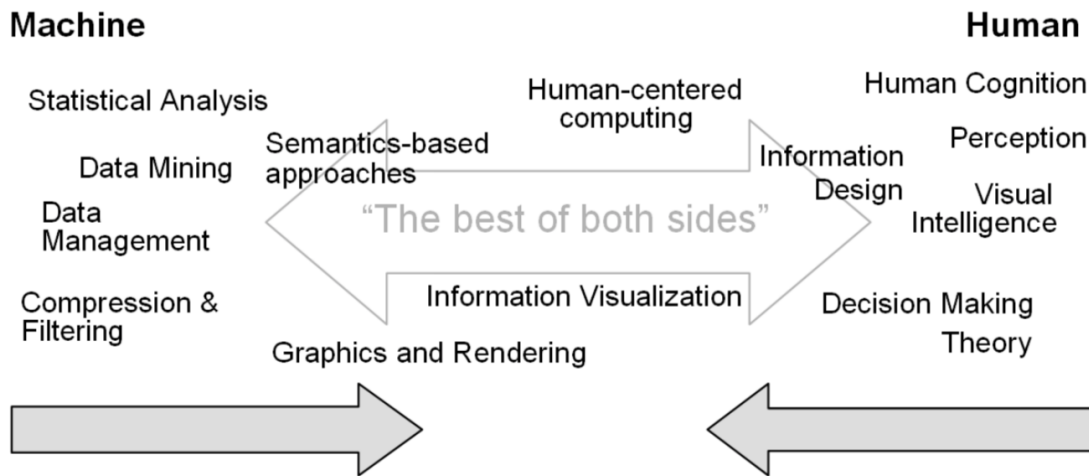 Machine
Human
Statistical Analysis
Data Mining
Data
Management
Compression &
Filtering
Semantics-based
approaches
Human-centered
computing
“The best of both sides”
Information Visualization
Graphics and Rendering
Information
Design
Human Cognition
Perception
Visual
Intelligence
Decision Making
Theory